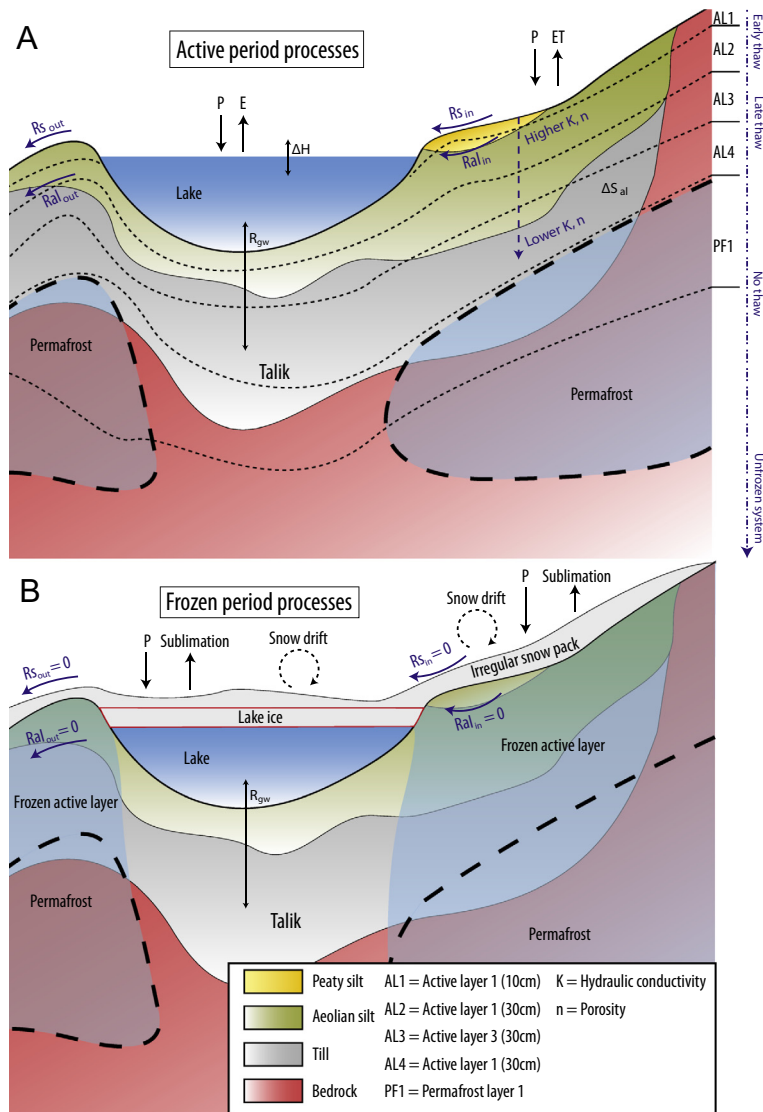 A
Active period processes
P
E
P
ET
AL1
AL2
AL3
AL4
PF1
Early thaw
Late thaw
No thaw
Unfrozen system
Rs out
Ral out
Rs in
Ral in
ΔH
Lake
Higher K, n
Lower K, n
ΔS al
R gw
Talik
Permafrost
Permafrost
B
Frozen period processes
P
Sublimation
Snow drift
Snow drift
P
Sublimation
Rs out = 0
Ral out = 0
Rs in = 0
Ral in = 0
Irregular snow pack
Lake ice
Lake
R gw
Frozen active layer
Frozen active layer
Talik
Permafrost
Permafrost
Peaty silt
Aeolian silt
Till
Bedrock
AL1 = Active layer 1 (10cm)
AL2 = Active layer 1 (30cm)
AL3 = Active layer 3 (30cm)
AL4 = Active layer 1 (30cm)
PF1 = Permafrost layer 1
K = Hydraulic conductivity
n = Porosity